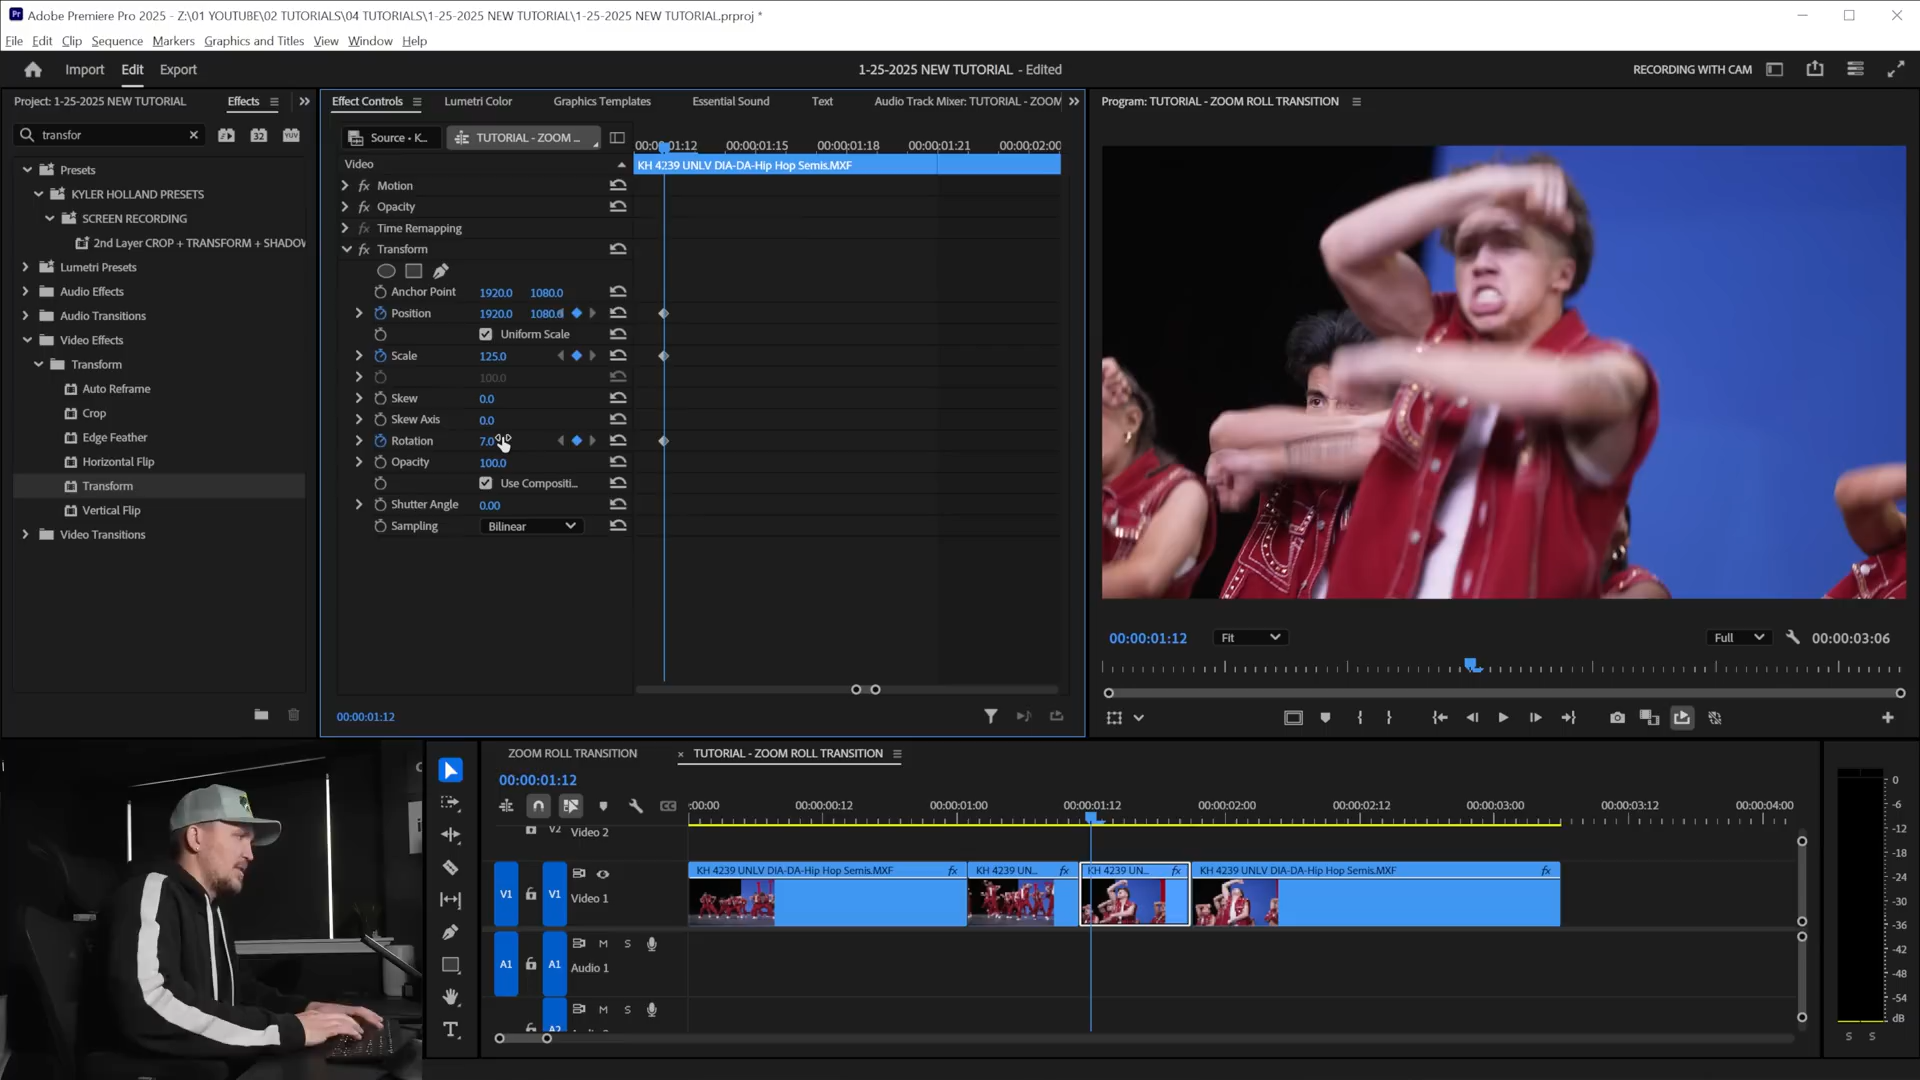 Adobe Premiere Pro 2025 - Z:\01 YOUTUBE\02 TUTORIALS\04 TUTORIALS\1-25-2025 NEW TUTORIAL\1-25-2025 NEW TUTORIAL.prproj *
File Edit Clip Sequence Markers Graphics and Titles View Window Help
Import Edit Export
1-25-2025 NEW TUTORIAL - Edited
RECORDING WITH CAM
Project: 1-25-2025 NEW TUTORIAL Effects
transfor
Presets
KYLER HOLLAND PRESETS
SCREEN RECORDING
2nd Layer CROP + TRANSFORM + SHADOW
Lumetri Presets
Audio Effects
Audio Transitions
Video Effects
Transform
Auto Reframe
Crop
Edge Feather
Horizontal Flip
Transform
Vertical Flip
Video Transitions
Effect Controls Lumetri Color Graphics Templates Essential Sound Text Audio Track Mixer: TUTORIAL - ZOOM
Source • K... TUTORIAL - ZOOM ...
00:00:01:12 00:00:01:15 00:00:01:18 00:00:01:21 00:00:02:00
Video
KH 4239 UNLV DIA-DA-Hip Hop Semis.MXF
fx Motion
fx Opacity
fx Time Remapping
fx Transform
Anchor Point 1920.0 1080.0
Position 1920.0 1080.0
Uniform Scale
Scale 125.0
100.0
Skew 0.0
Skew Axis 0.0
Rotation 7.0
Opacity 100.0
Use Compositi...
Shutter Angle 0.00
Sampling Bilinear
00:00:01:12
Program: TUTORIAL - ZOOM ROLL TRANSITION
00:00:01:12 Fit Full 00:00:03:06
ZOOM ROLL TRANSITION × TUTORIAL - ZOOM ROLL TRANSITION
00:00:01:12
:00:00 00:00:00:12 00:00:01:00 00:00:01:12 00:00:02:00 00:00:02:12 00:00:03:00 00:00:03:12 00:00:04:00
V2 Video 2
V1 V1 Video 1
KH 4239 UNLV DIA-DA-Hip Hop Semis.MXF fx KH 4239 UN... fx KH 4239 UN... fx KH 4239 UNLV DIA-DA-Hip Hop Semis.MXF fx
A1 A1 M S
Audio 1
A2 M S
0
-6
-12
-18
-24
-30
-36
-42
-48
-54
dB
S S